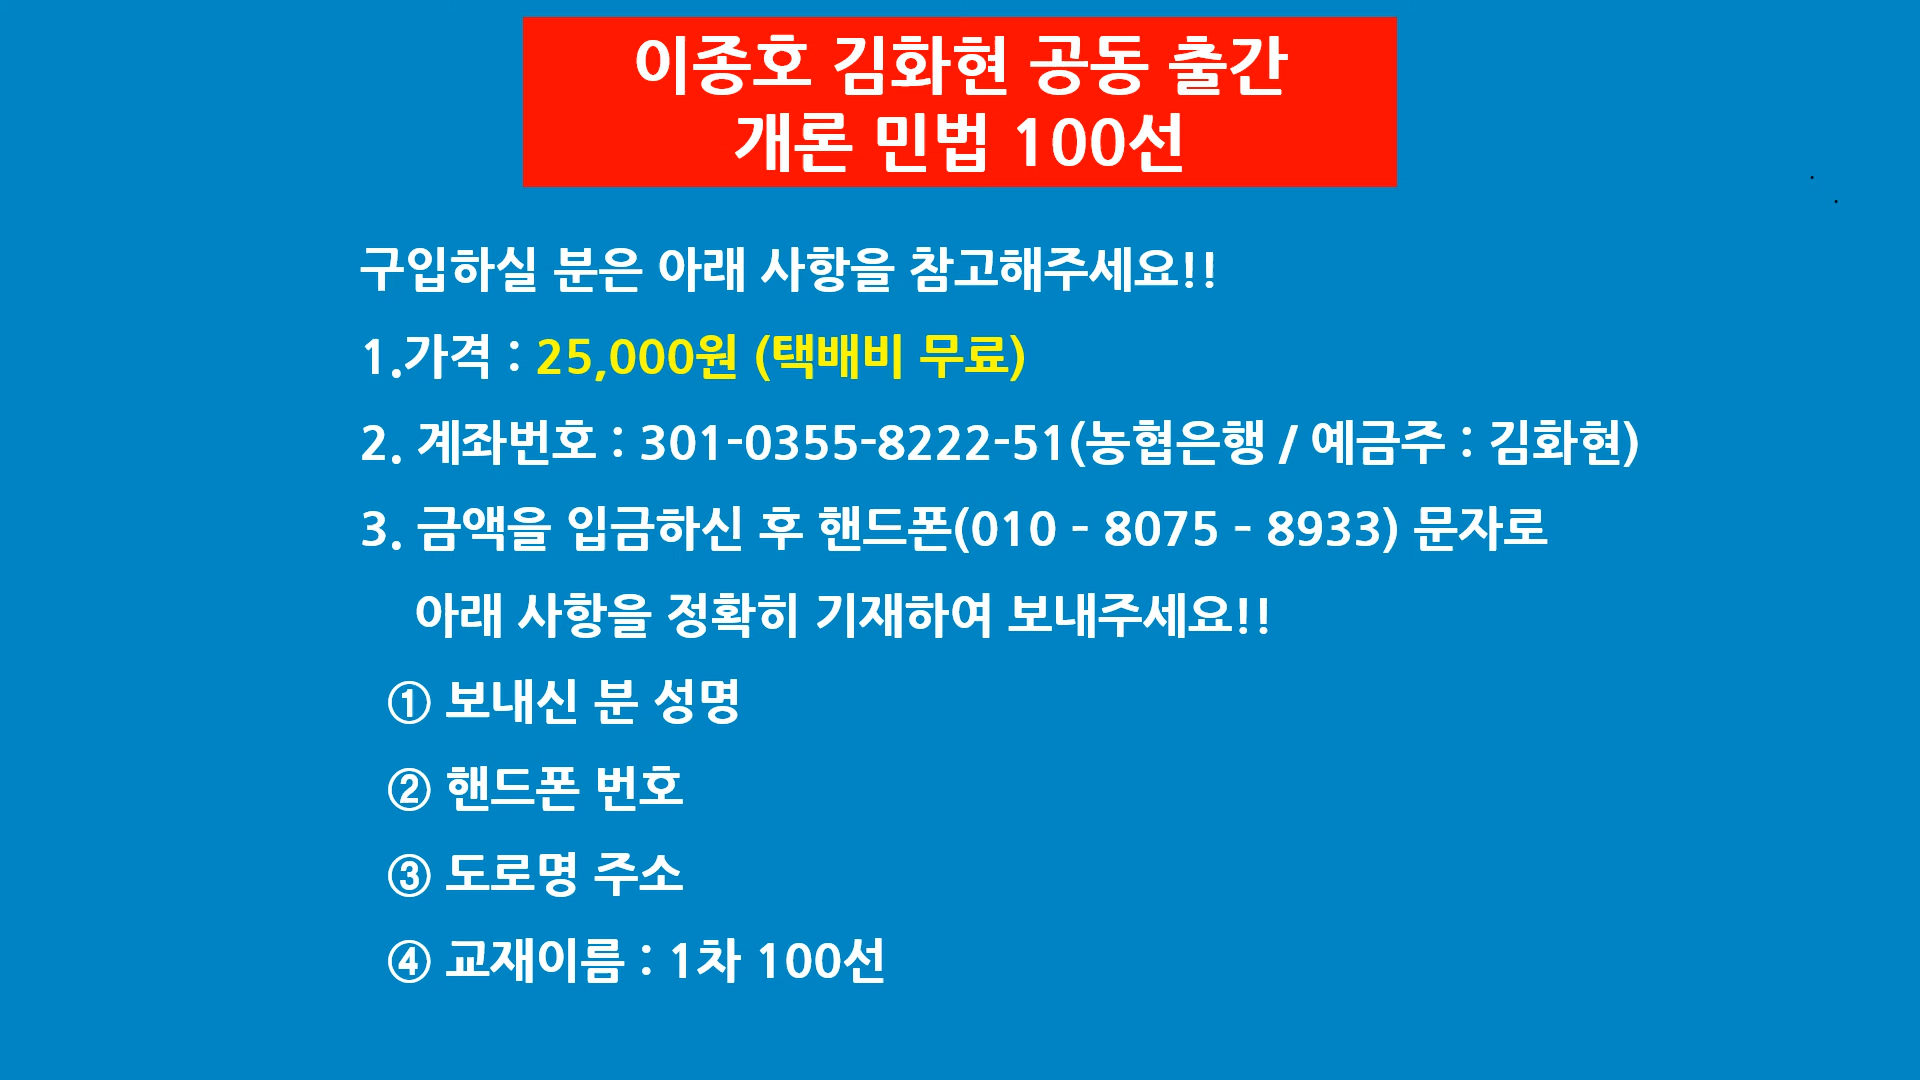 이종호 김화현 공동 출간
개론 민법 100선
구입하실 분은 아래 사항을 참고해주세요!!
1.가격 : 25,000원 (택배비 무료)
2. 계좌번호 : 301-0355-8222-51(농협은행 / 예금주 : 김화현)
3. 금액을 입금하신 후 핸드폰(010 - 8075 - 8933) 문자로
아래 사항을 정확히 기재하여 보내주세요!!
① 보내신 분 성명
② 핸드폰 번호
③ 도로명 주소
④ 교재이름 : 1차 100선